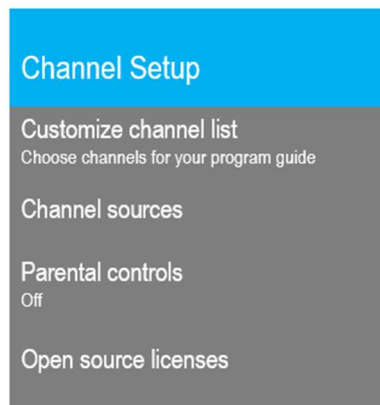 Channel Setup
Customize channel list
Choose channels for your program guide
Channel sources
Parental controls
Off
Open source licenses